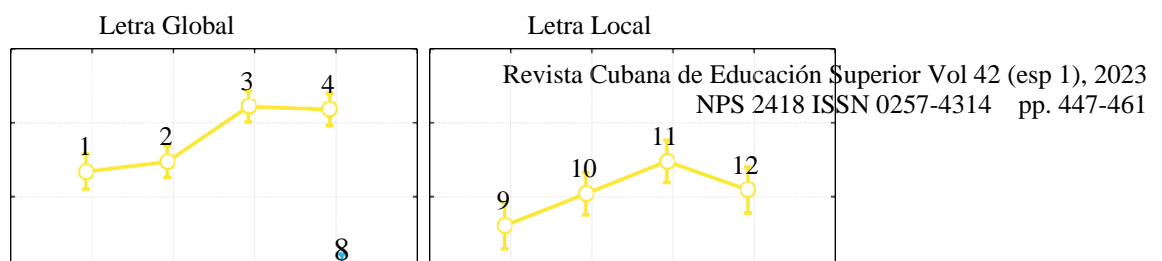 Letra Global
Letra Local
Revista Cubana de Educación Superior Vol 42 (esp 1), 2023
NPS 2418 ISSN 0257-4314 pp. 447-461
1
2
3
4
8
9
10
11
12